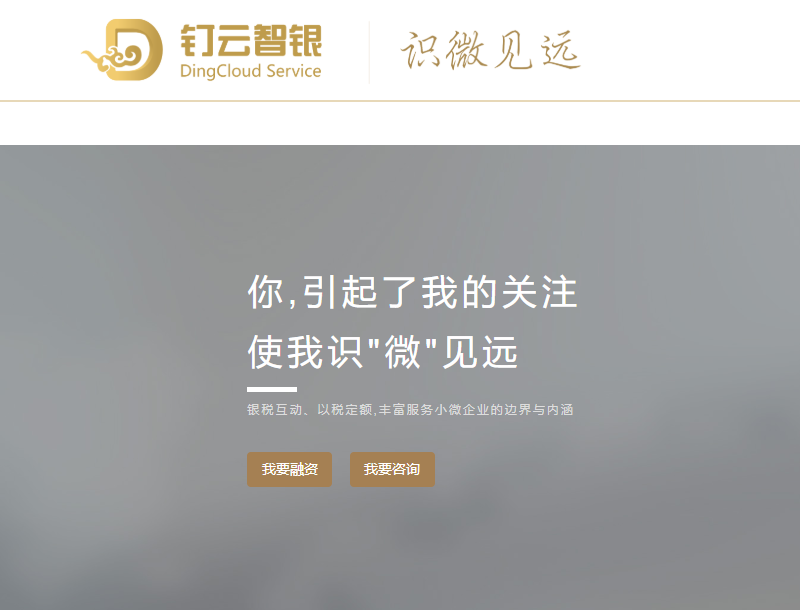 钉云智银
DingCloud Service
识微见远
你,引起了我的关注
使我识"微"见远
银税互动、以税定额,丰富服务小微企业的边界与内涵
我要融资
我要咨询